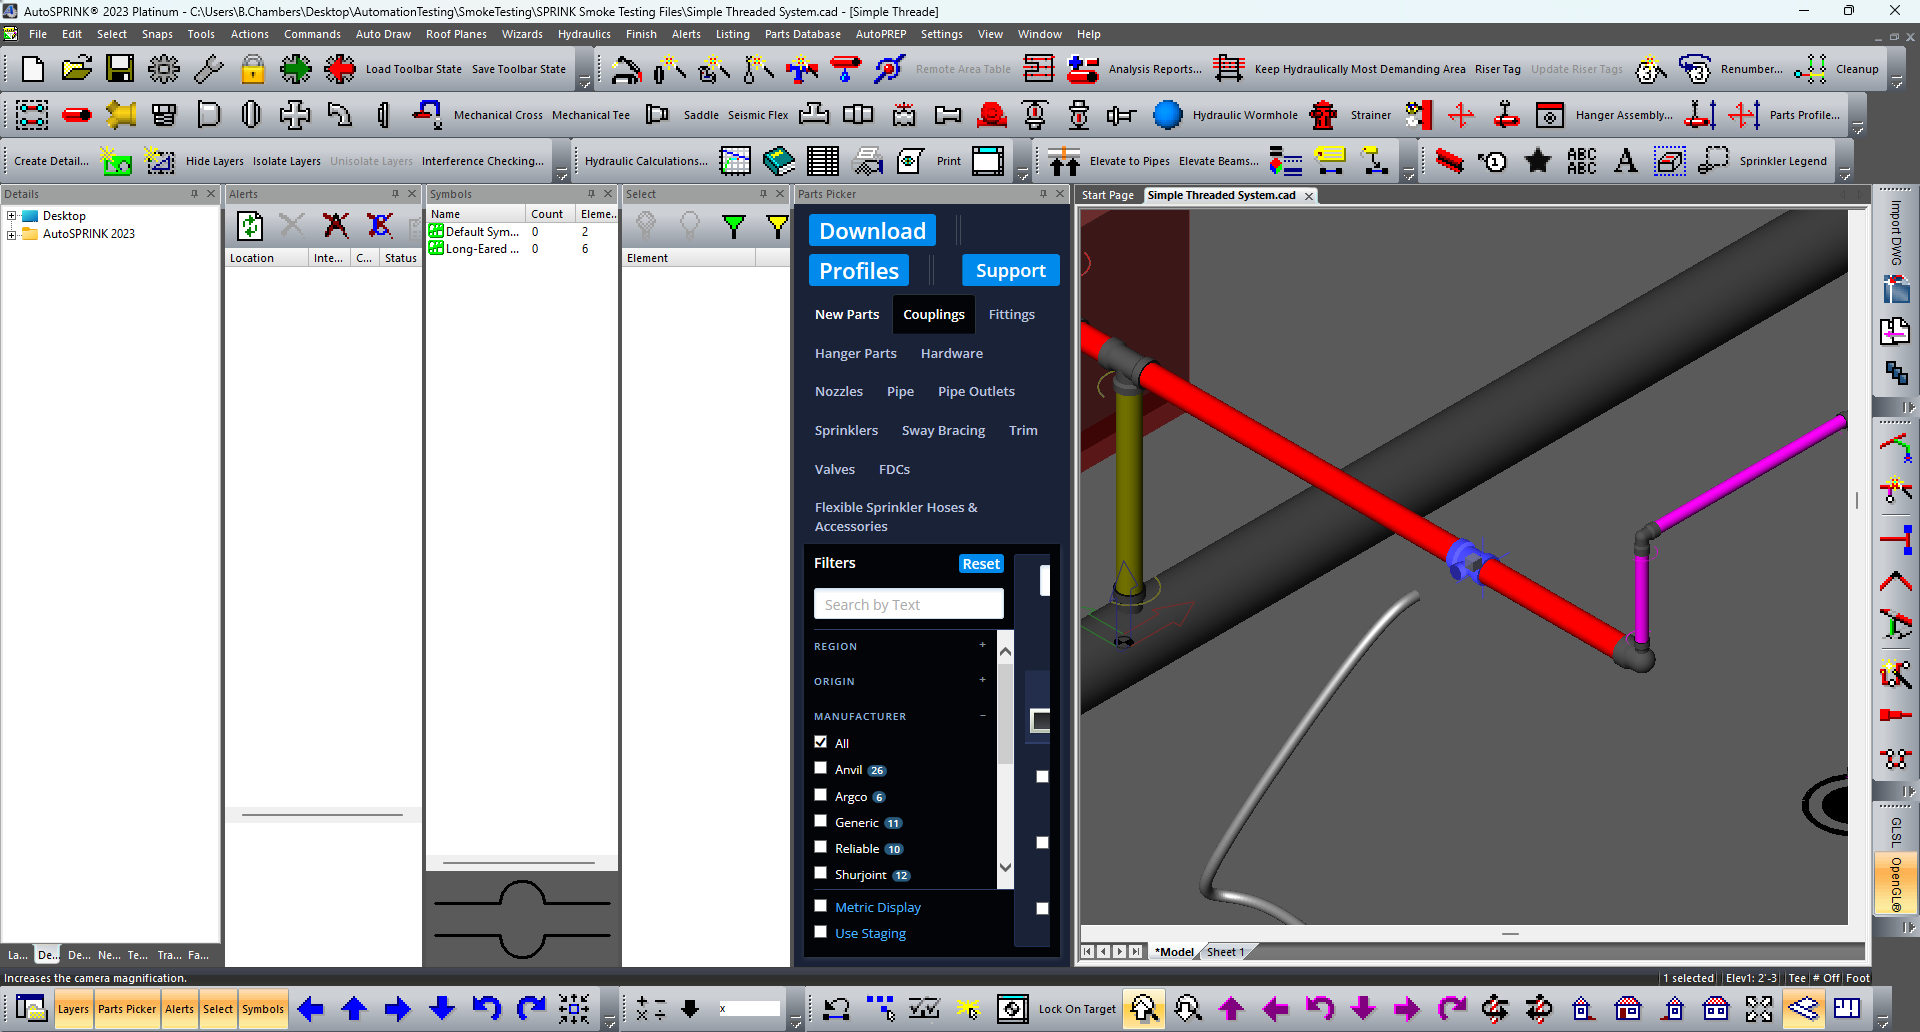 AutoSPRINK® 2023 Platinum - C:\Users\B.Chambers\Desktop\AutomationTesting\SmokeTesting\SPRINK Smoke Testing Files\Simple Threaded System.cad - [Simple Threade]
File Edit Select Snaps Tools Actions Commands Auto Draw Roof Planes Wizards Hydraulics Finish Alerts Listing Parts Database AutoPREP Settings View Window Help
Load Toolbar State Save Toolbar State Remote Area Table Analysis Reports... Keep Hydraulically Most Demanding Area Riser Tag Update Riser Tags Renumber... Cleanup
Mechanical Cross Mechanical Tee Saddle Seismic Flex Hydraulic Wormhole Strainer Hanger Assembly... Parts Profile...
Create Detail... Hide Layers Isolate Layers Unisolate Layers Interference Checking... Hydraulic Calculations... Print Elevate to Pipes Elevate Beams... ABC ABC A Sprinkler Legend
Details
Desktop
AutoSPRINK 2023
La... De... De... Ne... Te... Tra... Fa...
Alerts
Location Inte... C... Status
Symbols
Name Count Eleme...
Default Sym... 0 2
Long-Eared ... 0 6
Select
Element
Parts Picker
Download
Profiles Support
New Parts Couplings Fittings
Hanger Parts Hardware
Nozzles Pipe Pipe Outlets
Sprinklers Sway Bracing Trim
Valves FDCs
Flexible Sprinkler Hoses &
Accessories
Filters Reset
Search by Text
REGION +
ORIGIN +
MANUFACTURER −
All
Anvil 26
Argco 6
Generic 11
Reliable 10
Shurjoint 12
Metric Display
Use Staging
Start Page Simple Threaded System.cad
*Model Sheet 1
Import DWG
GLSL
OpenGL®
Increases the camera magnification.
1 selected Elev1: 2'-3 Tee # Off Foot
Layers Parts Picker Alerts Select Symbols x Lock On Target